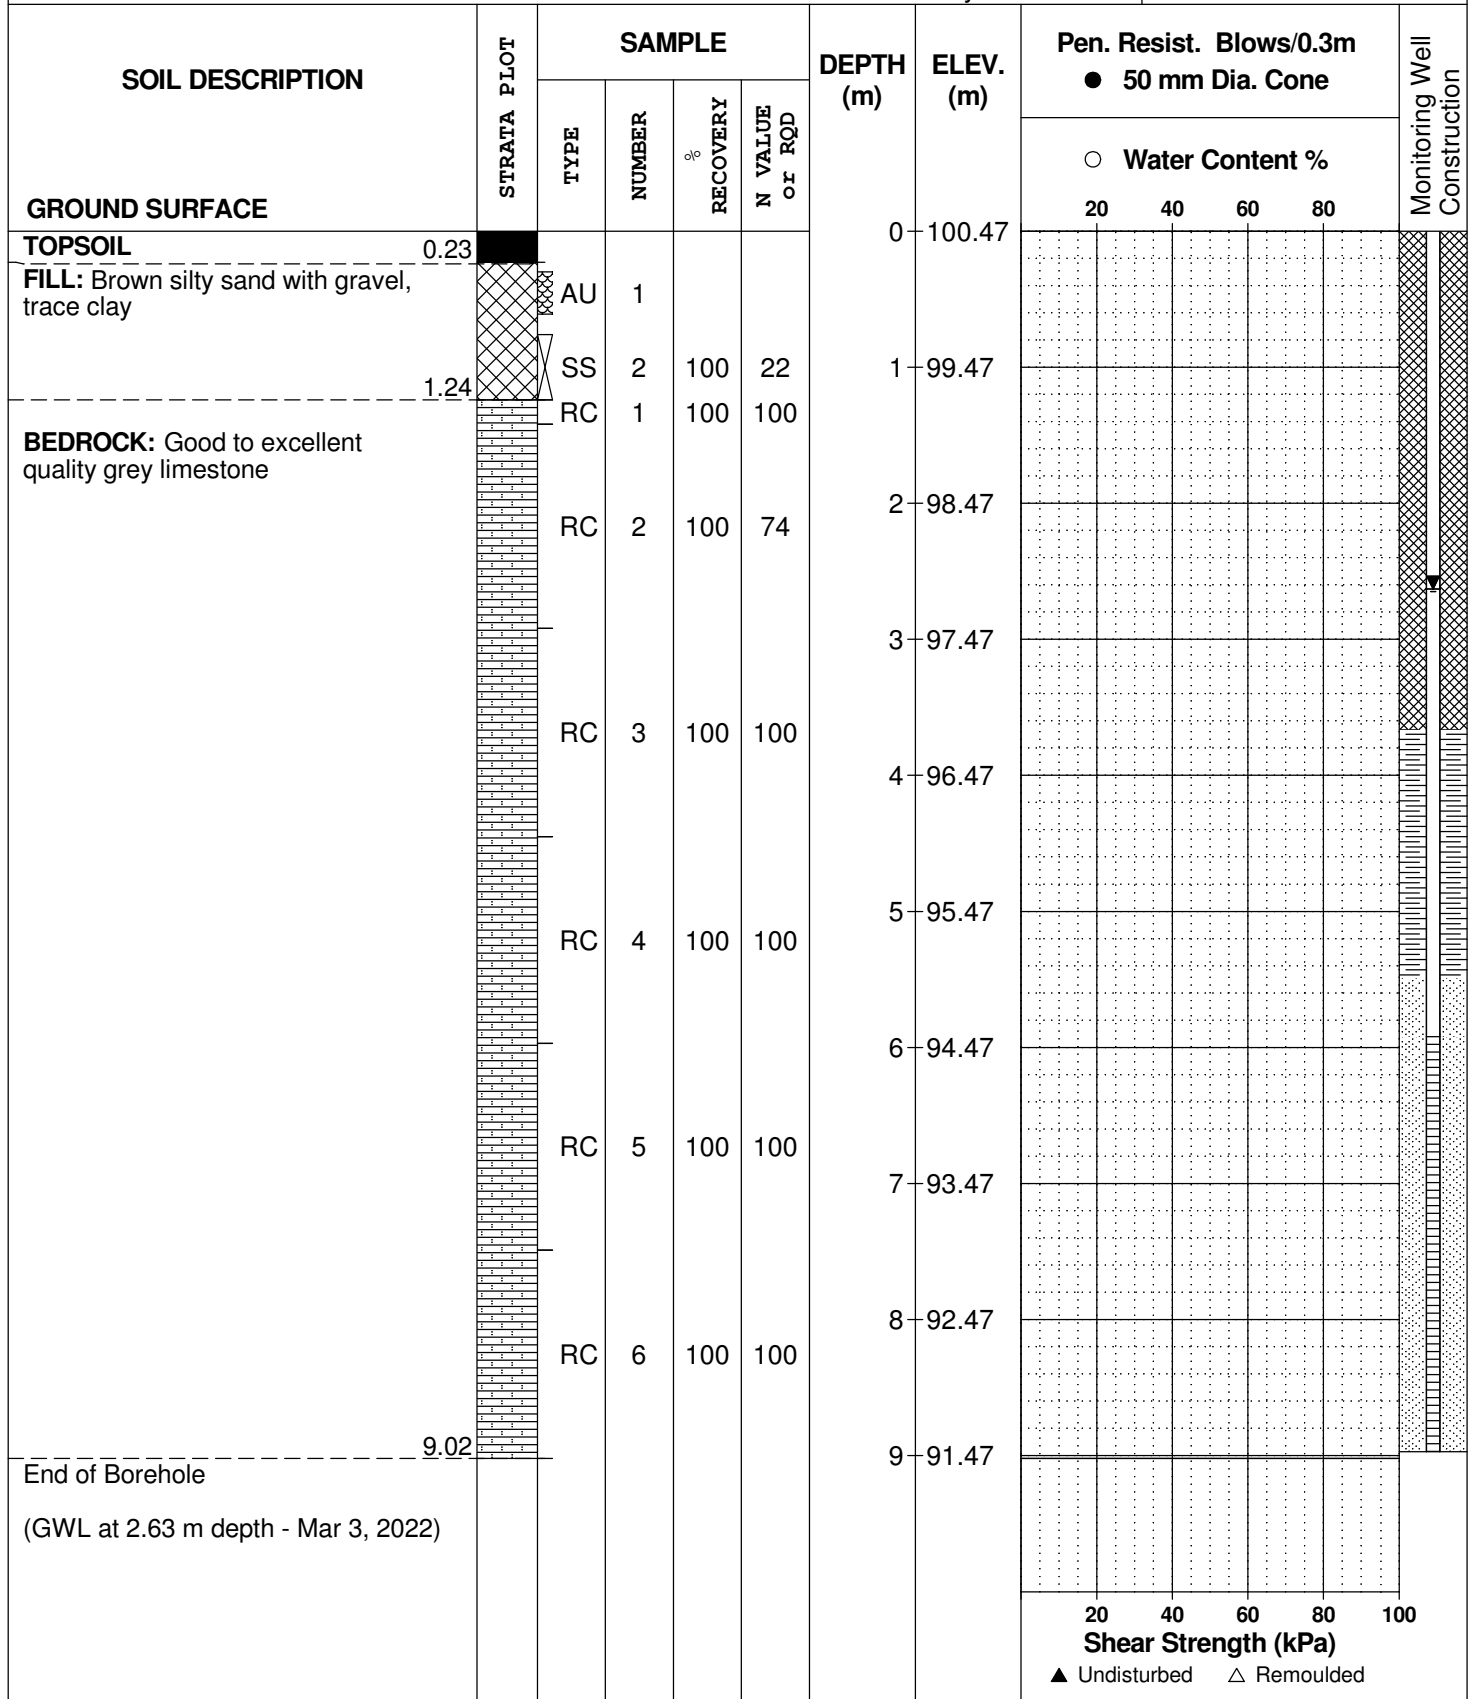 SOIL DESCRIPTION
GROUND SURFACE
STRATA PLOT
SAMPLE
TYPE
NUMBER
% RECOVERY
N VALUE or RQD
DEPTH (m)
ELEV. (m)
Pen. Resist. Blows/0.3m
● 50 mm Dia. Cone
○ Water Content %
20 40 60 80
Monitoring Well
Construction
0 100.47
TOPSOIL 0.23
FILL: Brown silty sand with gravel,
trace clay
AU 1
SS 2 100 22
1 99.47
1.24
RC 1 100 100
BEDROCK: Good to excellent
quality grey limestone
2 98.47
RC 2 100 74
3 97.47
RC 3 100 100
4 96.47
5 95.47
RC 4 100 100
6 94.47
RC 5 100 100
7 93.47
8 92.47
RC 6 100 100
9.02
9 91.47
End of Borehole
(GWL at 2.63 m depth - Mar 3, 2022)
20 40 60 80 100
Shear Strength (kPa)
▲ Undisturbed △ Remoulded